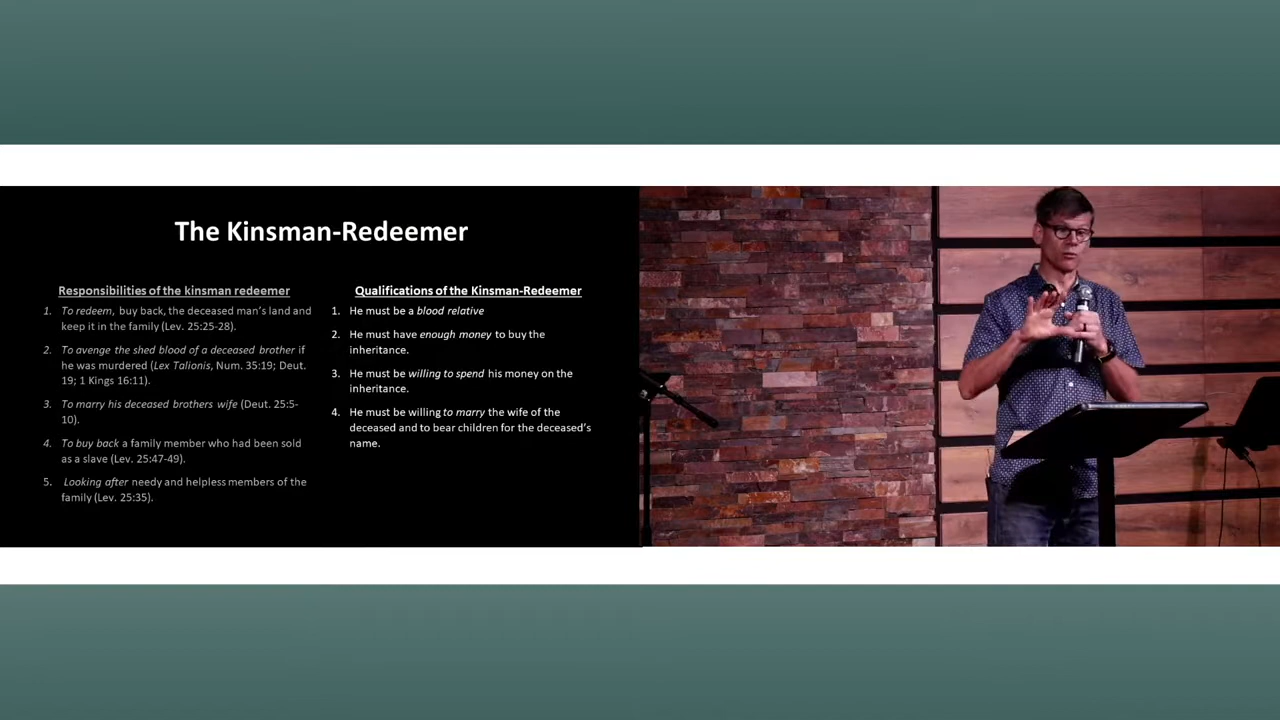 The Kinsman-Redeemer
Responsibilities of the kinsman redeemer
1. To redeem, buy back, the deceased man's land and
keep it in the family (Lev. 25:25-28).
2. To avenge the shed blood of a deceased brother if
he was murdered (Lex Talionis, Num. 35:19; Deut.
19; 1 Kings 16:11).
3. To marry his deceased brothers wife (Deut. 25:5-
10).
4. To buy back a family member who had been sold
as a slave (Lev. 25:47-49).
5. Looking after needy and helpless members of the
family (Lev. 25:35).
Qualifications of the Kinsman-Redeemer
1. He must be a blood relative
2. He must have enough money to buy the
inheritance.
3. He must be willing to spend his money on the
inheritance.
4. He must be willing to marry the wife of the
deceased and to bear children for the deceased's
name.